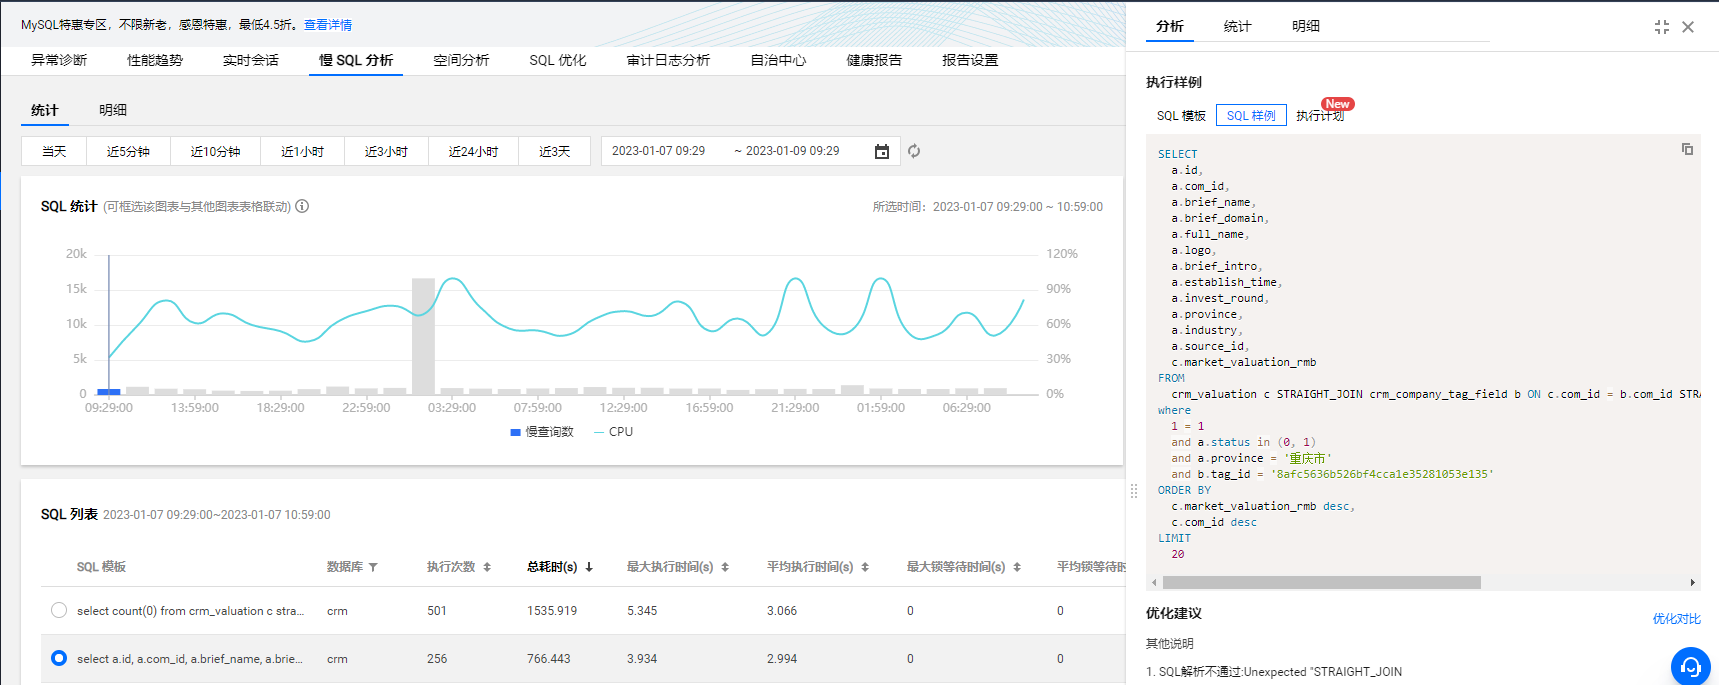 MySQL特惠专区，不限新老，感恩特惠，最低4.5折。查看详情
异常诊断 性能趋势 实时会话 慢 SQL 分析 空间分析 SQL 优化 审计日志分析 自治中心 健康报告 报告设置
统计 明细
当天 近5分钟 近10分钟 近1小时 近3小时 近24小时 近3天 2023-01-07 09:29 ~ 2023-01-09 09:29
SQL 统计 (可框选该图表与其他图表表格联动) 所选时间：2023-01-07 09:29:00 ~ 10:59:00
20k 120%
15k 90%
10k 60%
5k 30%
0 0%
09:29:00 13:59:00 18:29:00 22:59:00 03:29:00 07:59:00 12:29:00 16:59:00 21:29:00 01:59:00 06:29:00
慢查询数 CPU
SQL 列表 2023-01-07 09:29:00~2023-01-07 10:59:00
SQL 模板 数据库 执行次数 总耗时(s) 最大执行时间(s) 平均执行时间(s) 最大锁等待时间(s) 平均锁等待时
select count(0) from crm_valuation c stra... crm 501 1535.919 5.345 3.066 0 0
select a.id, a.com_id, a.brief_name, a.brie... crm 256 766.443 3.934 2.994 0 0
分析 统计 明细
执行样例
New
SQL 模板 SQL 样例 执行计划
SELECT
a.id,
a.com_id,
a.brief_name,
a.brief_domain,
a.full_name,
a.logo,
a.brief_intro,
a.establish_time,
a.invest_round,
a.province,
a.industry,
a.source_id,
c.market_valuation_rmb
FROM
crm_valuation c STRAIGHT_JOIN crm_company_tag_field b ON c.com_id = b.com_id STRA
where
1 = 1
and a.status in (0, 1)
and a.province = '重庆市'
and b.tag_id = '8afc5636b526bf4cca1e35281053e135'
ORDER BY
c.market_valuation_rmb desc,
c.com_id desc
LIMIT
20
优化建议 优化对比
其他说明
1. SQL解析不通过:Unexpected "STRAIGHT_JOIN